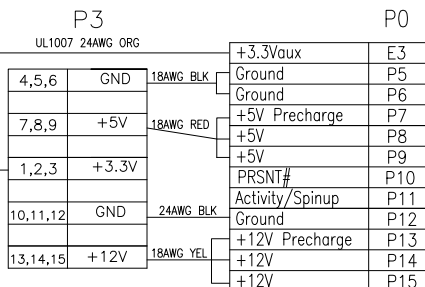 P3 P0
UL1007 24AWG ORG
+3.3Vaux E3
4,5,6 GND 18AWG BLK Ground P5
Ground P6
+5V Precharge P7
7,8,9 +5V 18AWG RED +5V P8
+5V P9
1,2,3 +3.3V PRSNT# P10
Activity/Spinup P11
10,11,12 GND 24AWG BLK Ground P12
+12V Precharge P13
13,14,15 +12V 18AWG YEL +12V P14
+12V P15